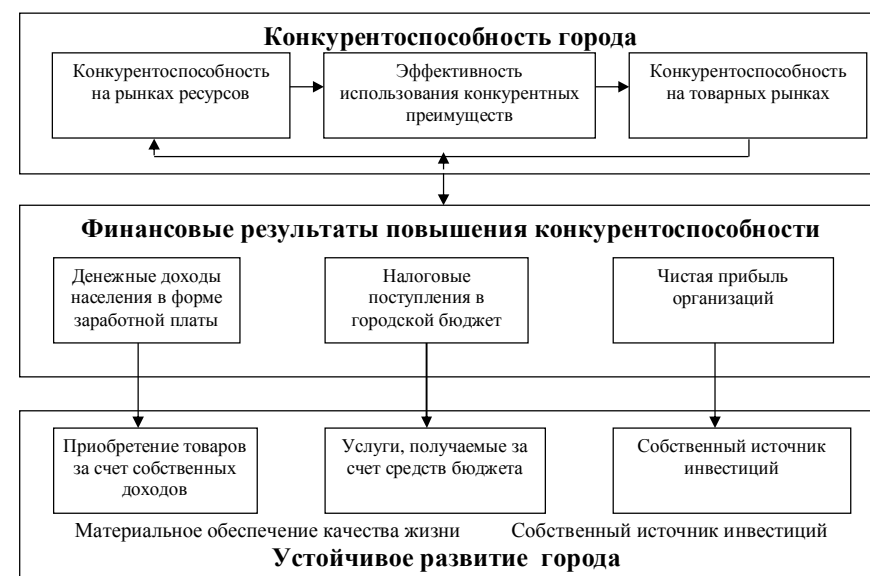 Конкурентоспособность города
Конкурентоспособность
на рынках ресурсов
Эффективность
использования конкурентных
преимуществ
Конкурентоспособность
на товарных рынках
Финансовые результаты повышения конкурентоспособности
Денежные доходы
населения в форме
заработной платы
Налоговые
поступления в
городской бюджет
Чистая прибыль
организаций
Приобретение товаров
за счет собственных
доходов
Услуги, получаемые за
счет средств бюджета
Собственный источник
инвестиций
Материальное обеспечение качества жизни
Собственный источник инвестиций
Устойчивое развитие города